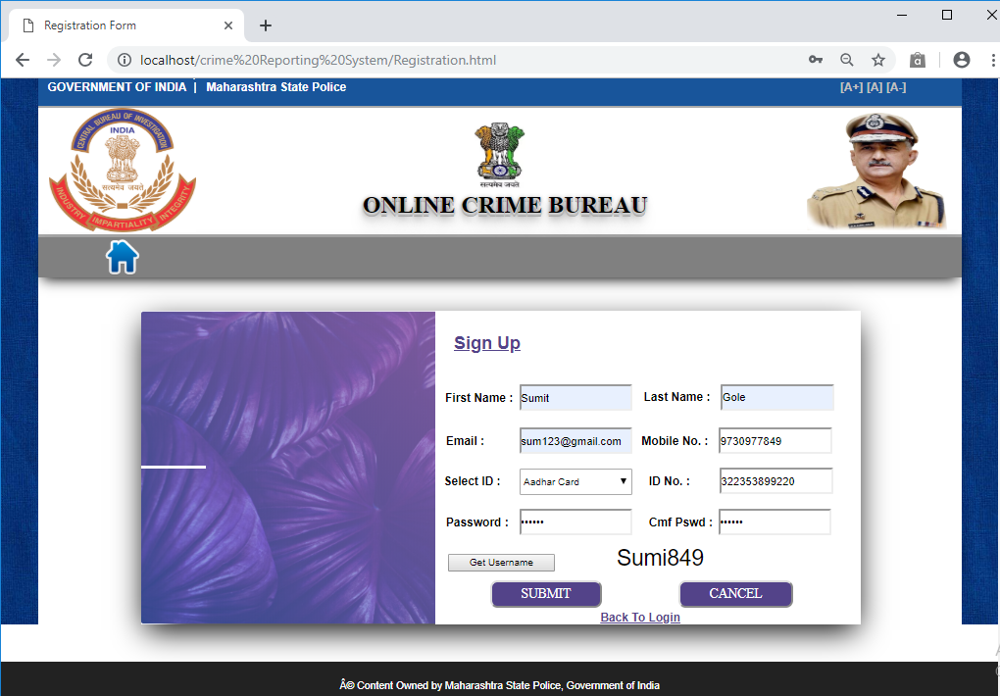 Registration Form
localhost/crime%20Reporting%20System/Registration.html
GOVERNMENT OF INDIA | Maharashtra State Police [A+] [A] [A-]
CENTRAL BUREAU OF INVESTIGATION
INDIA
सत्यमेव जयते
INDUSTRY IMPARTIALITY INTEGRITY
सत्यमेव जयते
ONLINE CRIME BUREAU
Sign Up
First Name : Sumit Last Name : Gole
Email : sum123@gmail.com Mobile No. : 9730977849
Select ID : Aadhar Card ID No. : 322353899220
Password : •••••• Cmf Pswd : ••••••
Get Username Sumi849
SUBMIT CANCEL
Back To Login
Â© Content Owned by Maharashtra State Police, Government of India